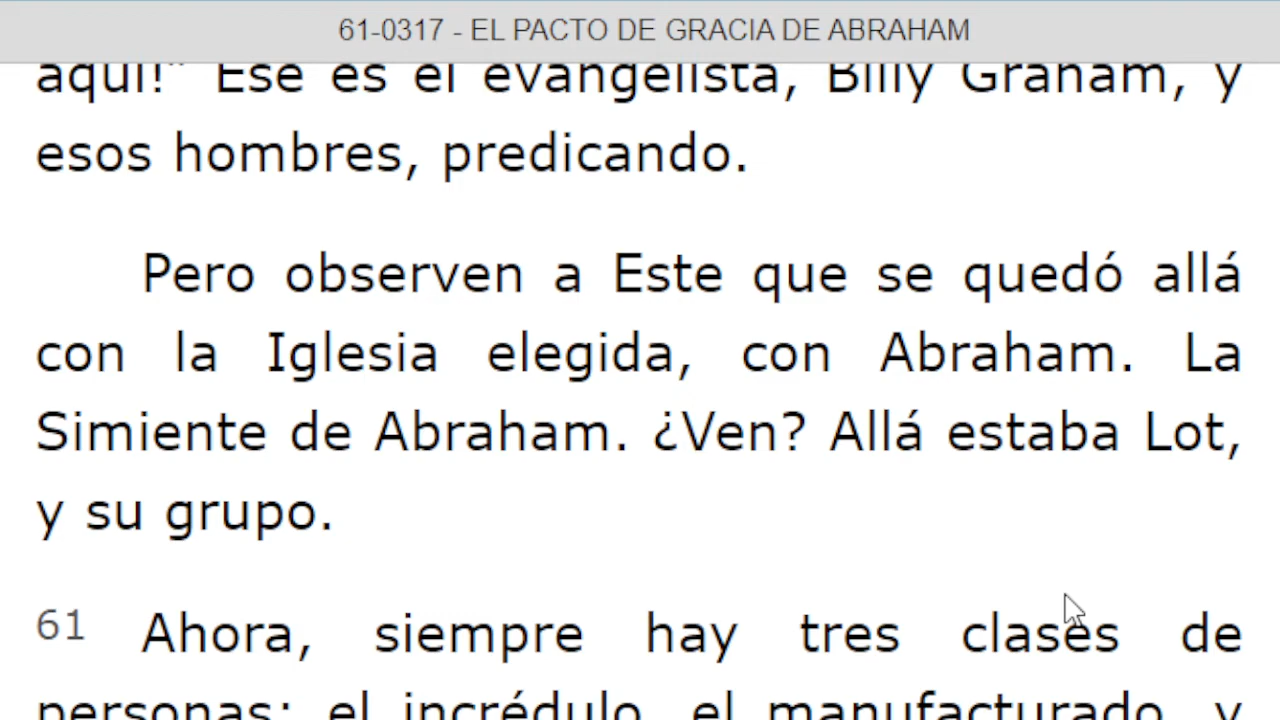 61-0317 - EL PACTO DE GRACIA DE ABRAHAM
aquí!" Ese es el evangelista, Billy Graham, y
esos hombres, predicando.
Pero observen a Este que se quedó allá
con la Iglesia elegida, con Abraham. La
Simiente de Abraham. ¿Ven? Allá estaba Lot,
y su grupo.
61 Ahora, siempre hay tres clases de
personas: el incrédulo, el manufacturado, y